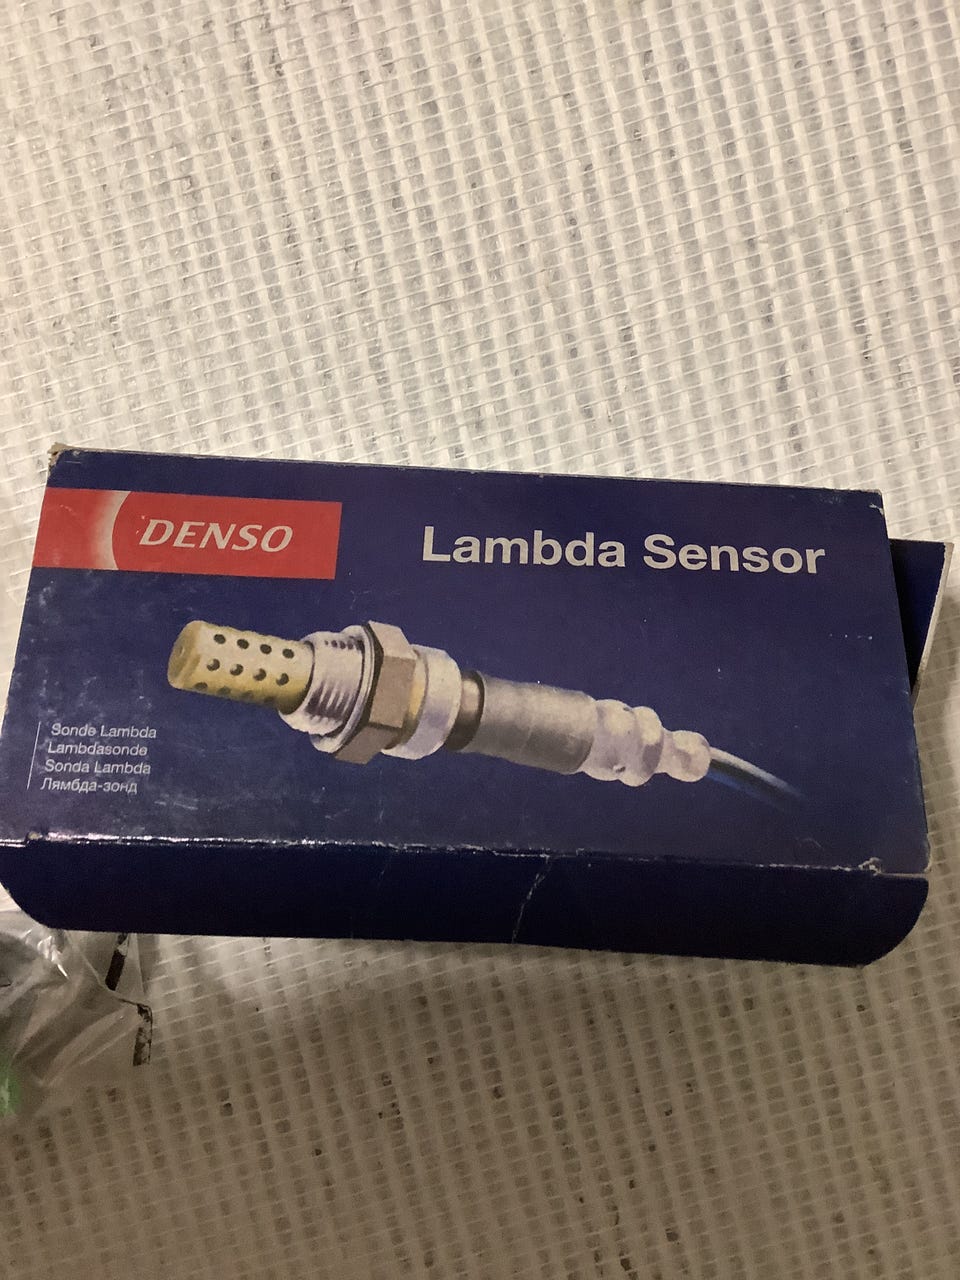 DENSO
Lambda Sensor
Sonde Lambda
Lambdasonde
Sonda Lambda
Лямбда-зонд